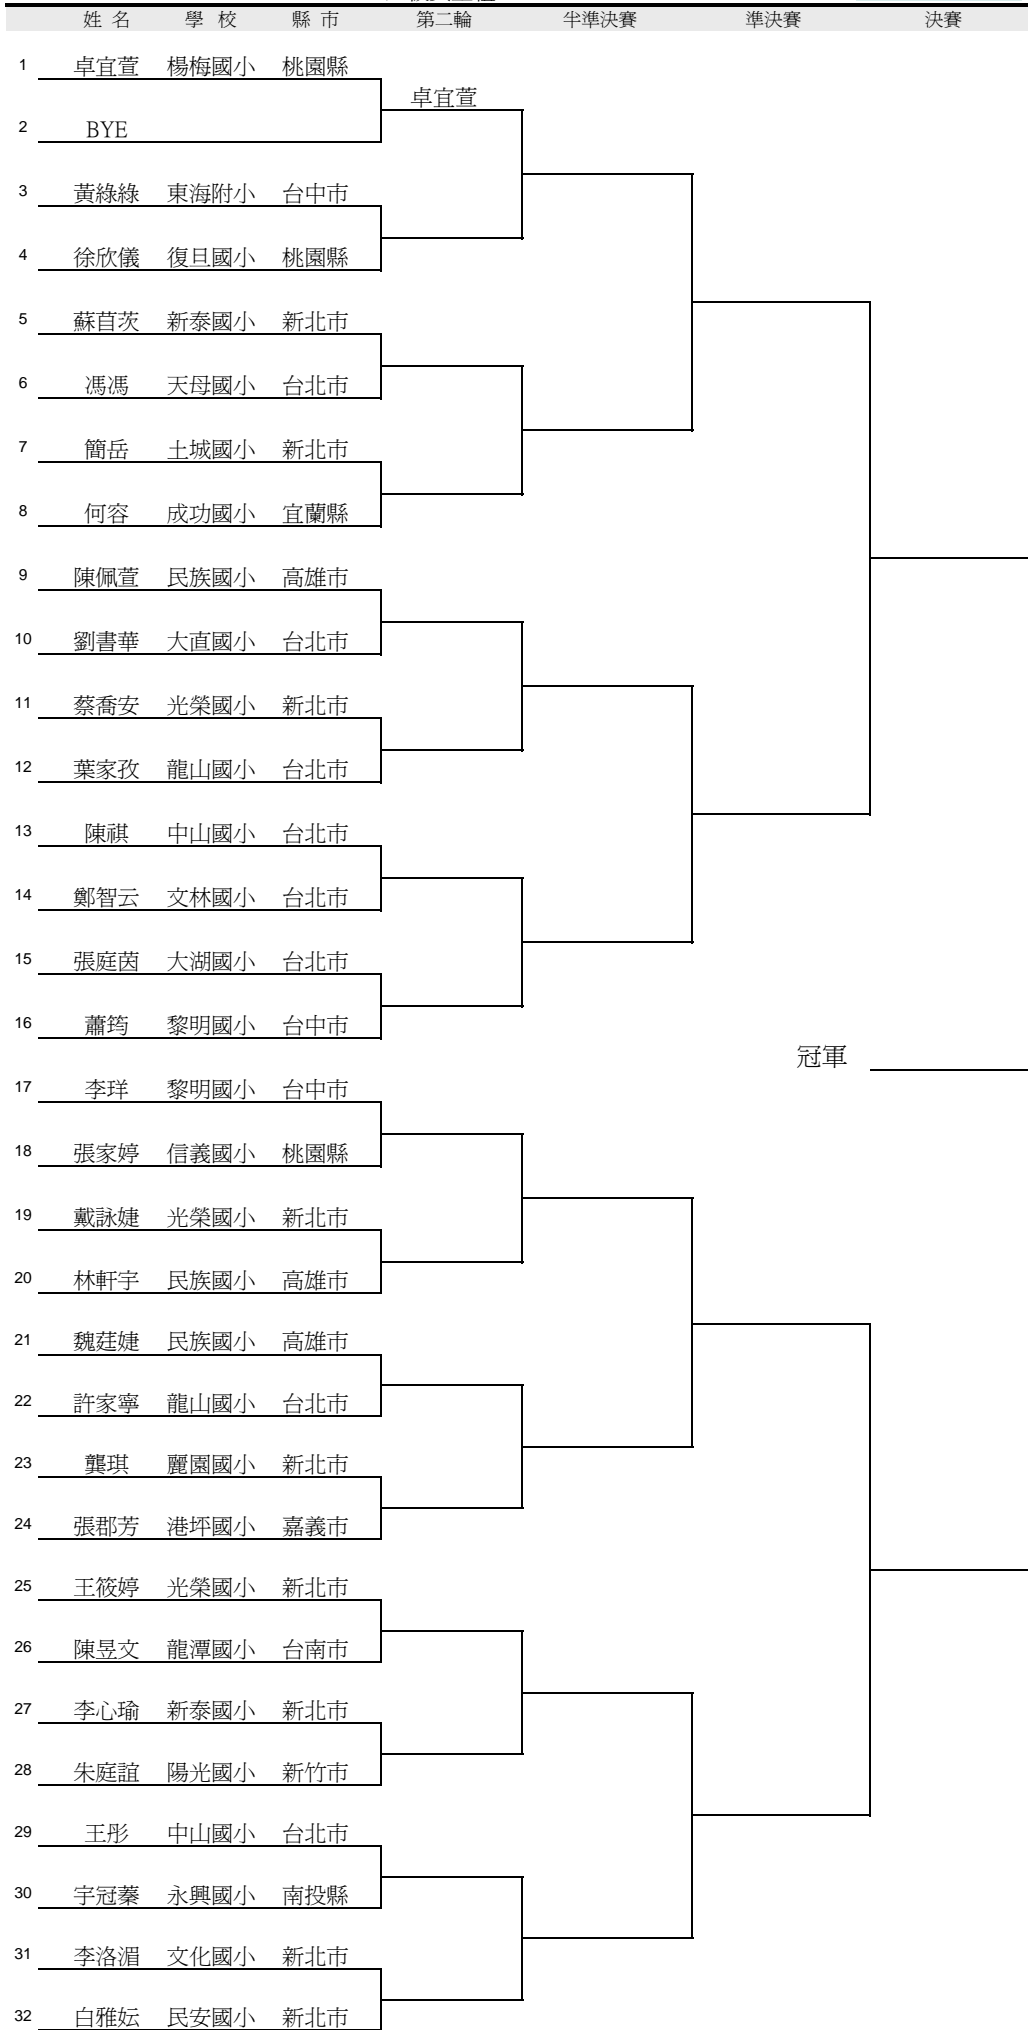 姓 名 學 校 縣 市 第二輪 半準決賽 準決賽 決賽
1 卓宜萱 楊梅國小 桃園縣
卓宜萱
2 BYE
3 黃綠綠 東海附小 台中市
4 徐欣儀 復旦國小 桃園縣
5 蘇苜茨 新泰國小 新北市
6 馮馮 天母國小 台北市
7 簡岳 土城國小 新北市
8 何容 成功國小 宜蘭縣
9 陳佩萱 民族國小 高雄市
10 劉書華 大直國小 台北市
11 蔡喬安 光榮國小 新北市
12 葉家孜 龍山國小 台北市
13 陳祺 中山國小 台北市
14 鄭智云 文林國小 台北市
15 張庭茵 大湖國小 台北市
16 蕭筠 黎明國小 台中市
冠軍
17 李珜 黎明國小 台中市
18 張家婷 信義國小 桃園縣
19 戴詠婕 光榮國小 新北市
20 林軒宇 民族國小 高雄市
21 魏莛婕 民族國小 高雄市
22 許家寧 龍山國小 台北市
23 龔琪 麗園國小 新北市
24 張郡芳 港坪國小 嘉義市
25 王筱婷 光榮國小 新北市
26 陳昱文 龍潭國小 台南市
27 李心瑜 新泰國小 新北市
28 朱庭誼 陽光國小 新竹市
29 王彤 中山國小 台北市
30 宇冠蓁 永興國小 南投縣
31 李洛湄 文化國小 新北市
32 白雅妘 民安國小 新北市